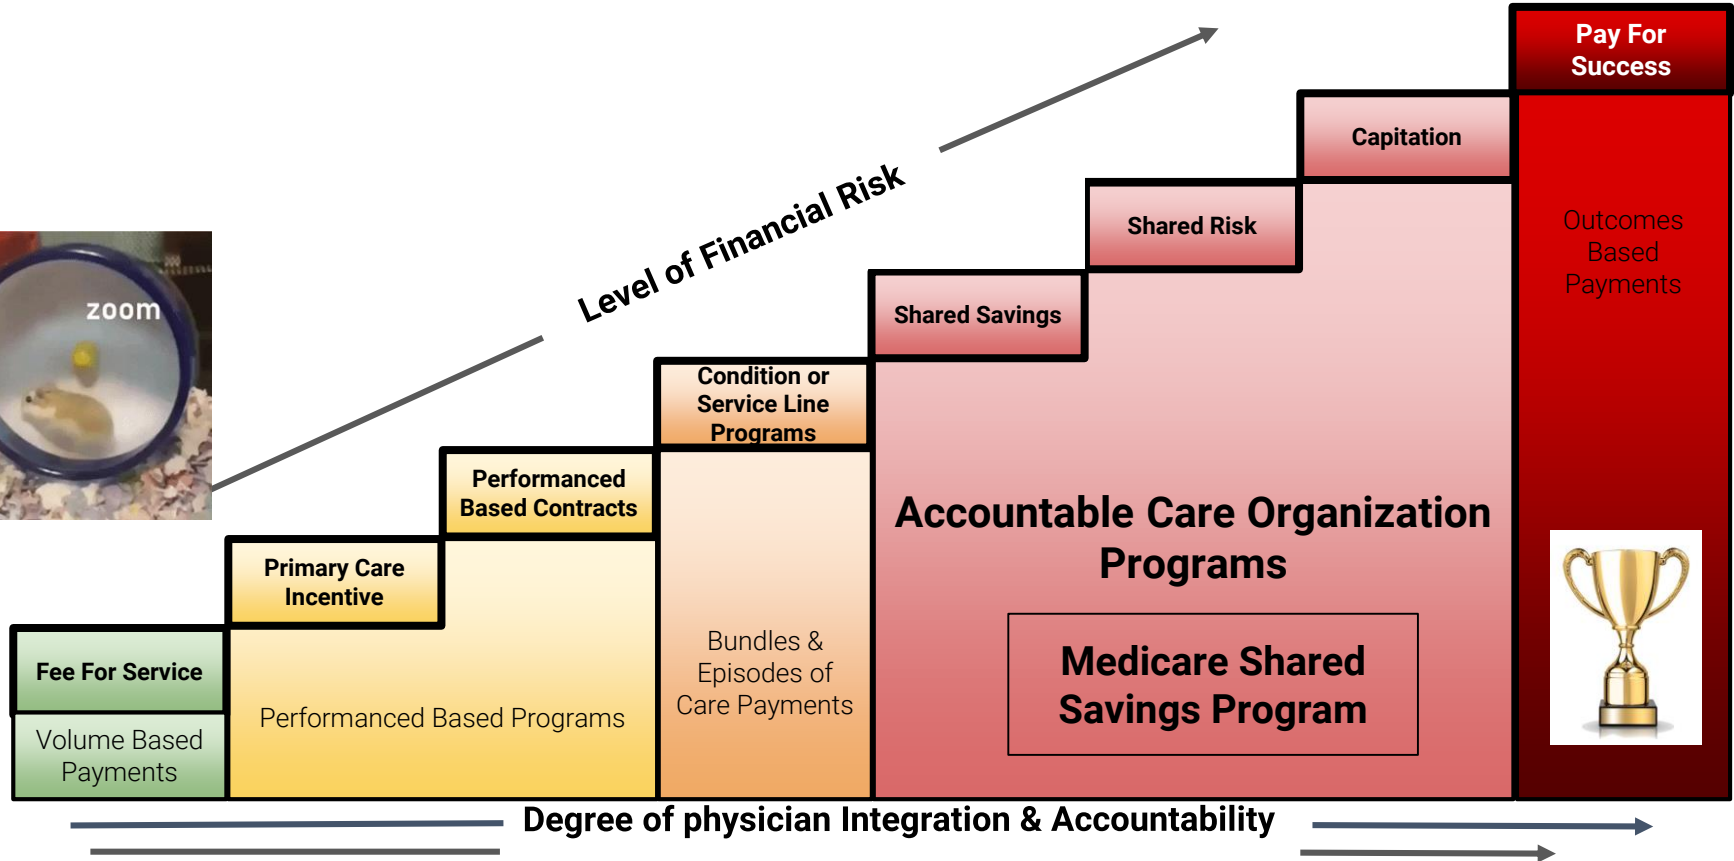 Pay For
Success
Capitation
Outcomes
Based
Payments
Shared Risk
Level of Financial Risk
Shared Savings
zoom
Condition or
Service Line
Programs
Performanced
Based Contracts
Accountable Care Organization
Programs
Primary Care
Incentive
Bundles &
Episodes of
Care Payments
Medicare Shared
Savings Program
Fee For Service
Performanced Based Programs
Volume Based
Payments
Degree of physician Integration & Accountability